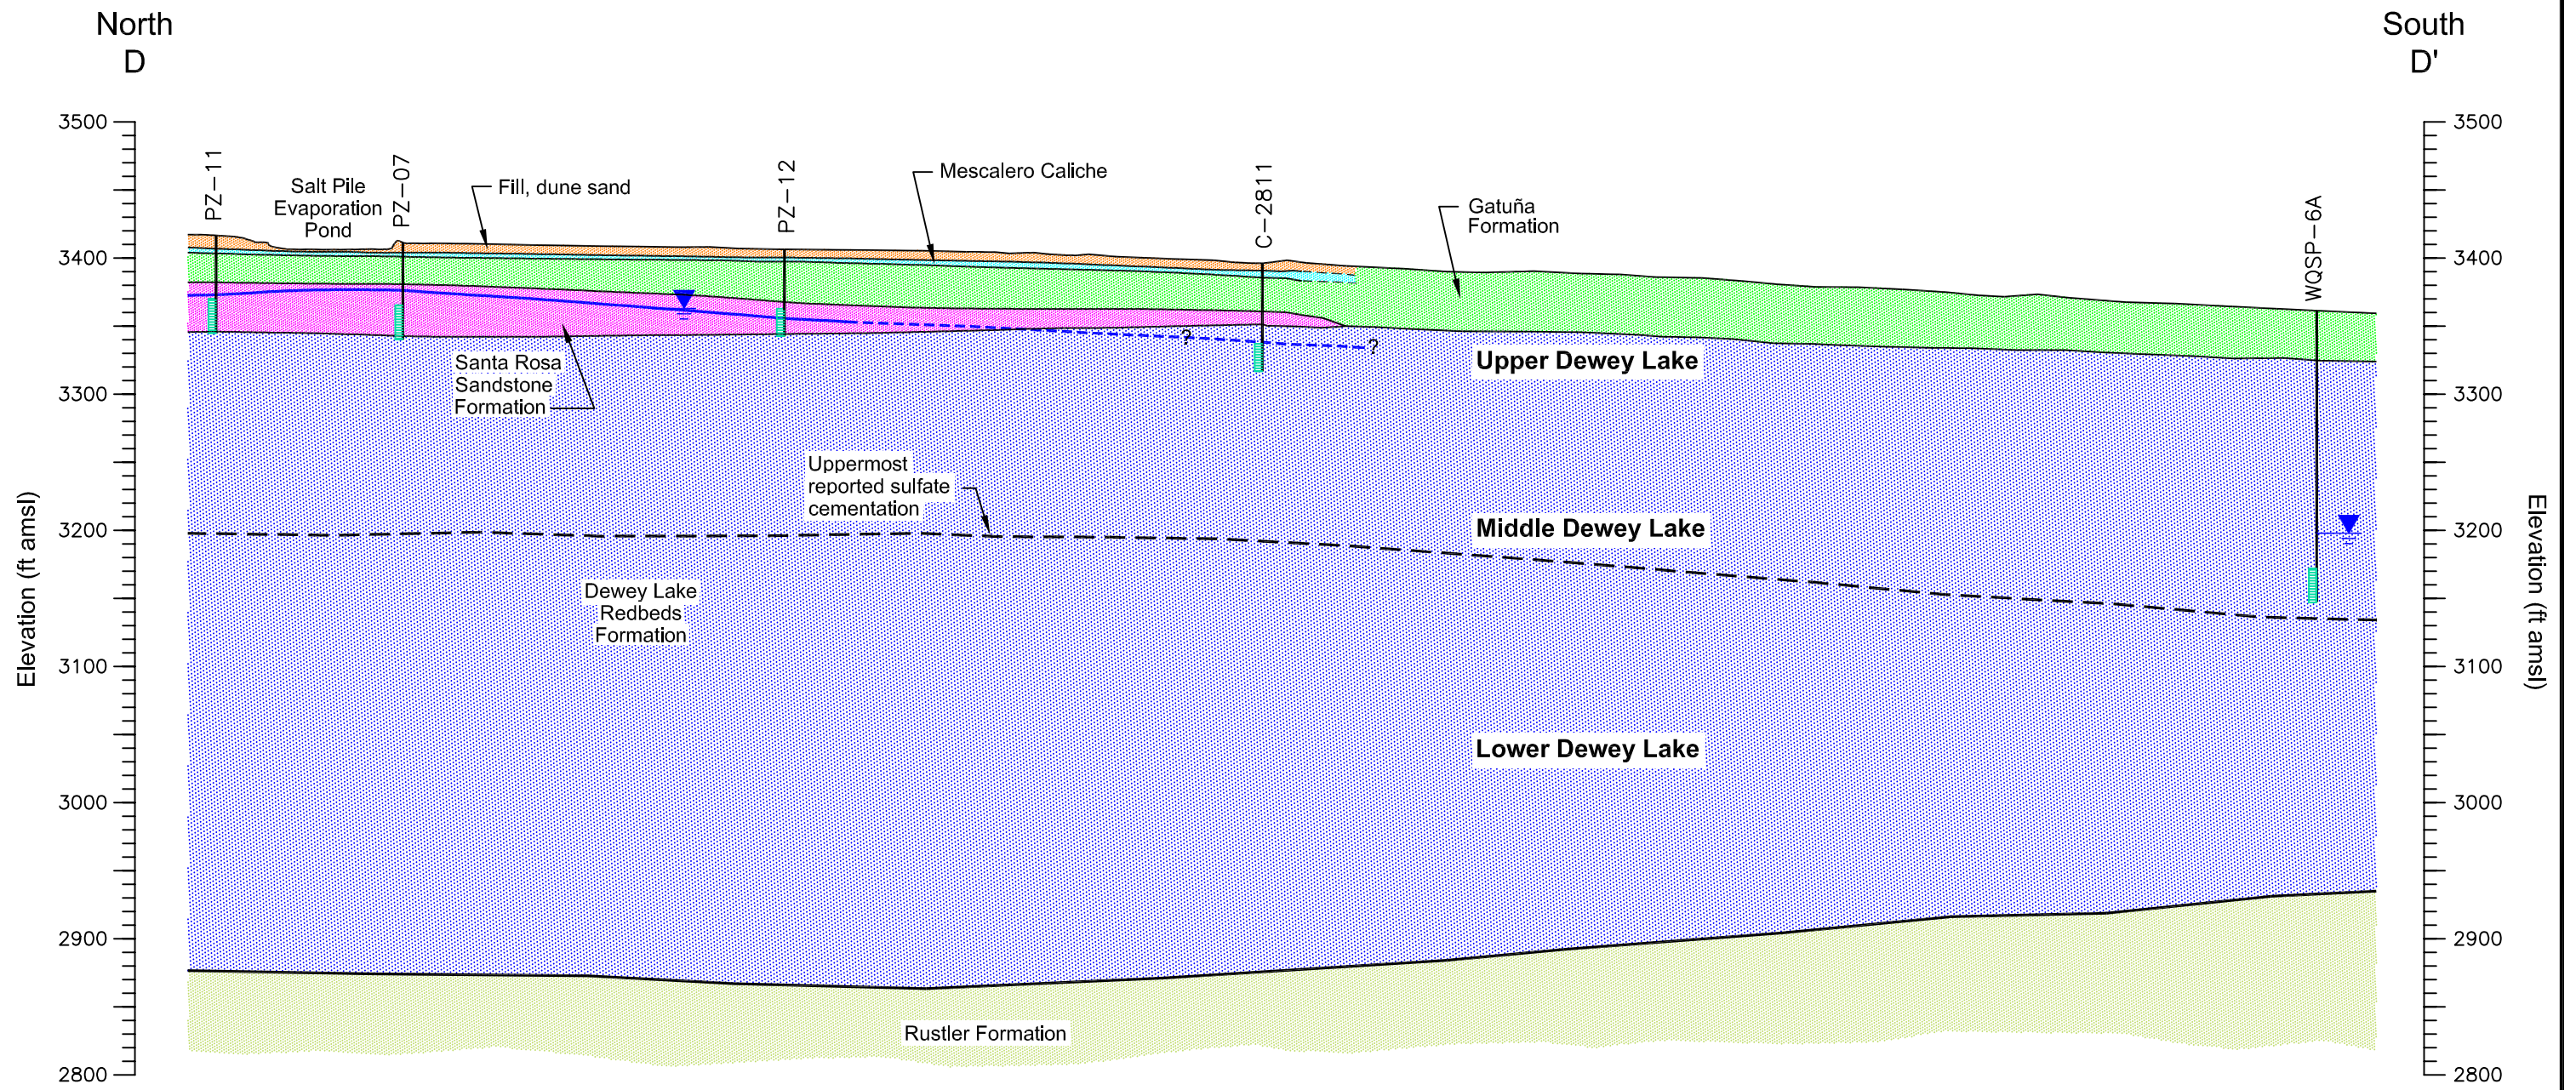 North
D
South
D'
3500
3400
3300
3200
3100
3000
2900
2800
Elevation (ft amsl)
PZ-11
Salt Pile
Evaporation
Pond
PZ-07
Fill, dune sand
PZ-12
Mescalero Caliche
C-2811
Gatuña
Formation
WQSP-6A
?
?
Santa Rosa
Sandstone
Formation
Upper Dewey Lake
Uppermost
reported sulfate
cementation
Middle Dewey Lake
Dewey Lake
Redbeds
Formation
Lower Dewey Lake
Rustler Formation
3500
3400
3300
3200
3100
3000
2900
2800
Elevation (ft amsl)